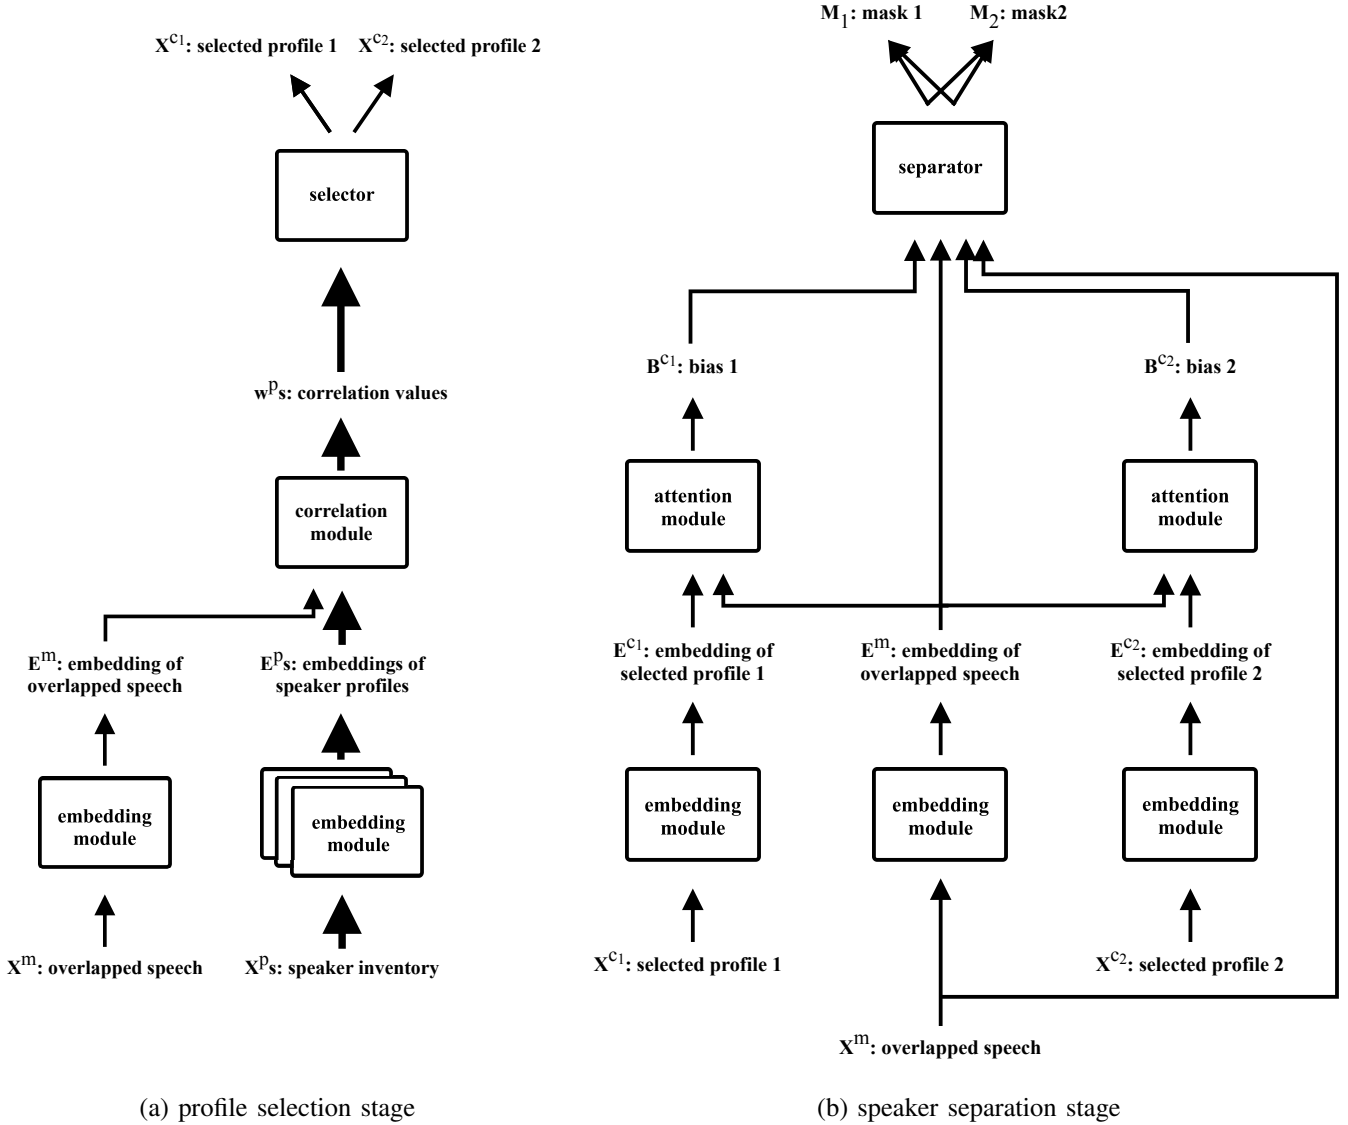 X^c1: selected profile 1 X^c2: selected profile 2
selector
w^ps: correlation values
correlation
module
E^m: embedding of
overlapped speech
E^ps: embeddings of
speaker profiles
embedding
module
embedding
module
X^m: overlapped speech
X^ps: speaker inventory
(a) profile selection stage
M_1: mask 1
M_2: mask2
separator
B^c1: bias 1
B^c2: bias 2
attention
module
attention
module
E^c1: embedding of
selected profile 1
E^m: embedding of
overlapped speech
E^c2: embedding of
selected profile 2
embedding
module
embedding
module
embedding
module
X^c1: selected profile 1
X^c2: selected profile 2
X^m: overlapped speech
(b) speaker separation stage